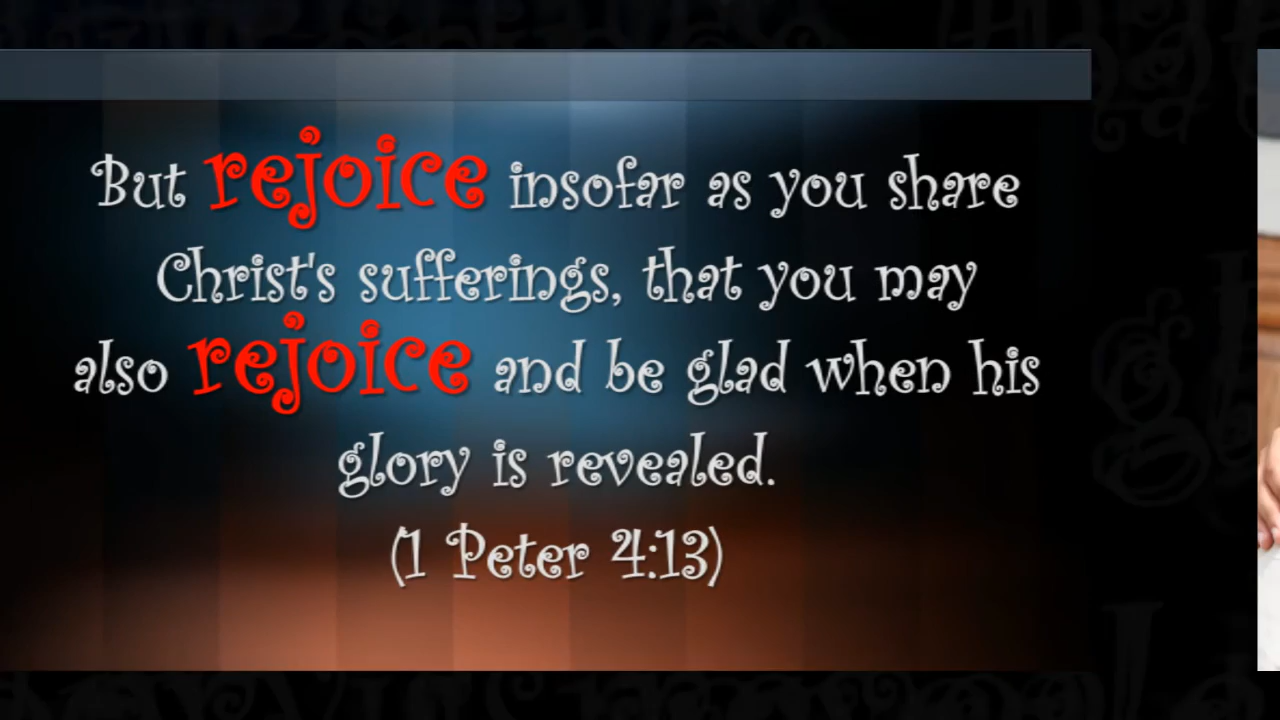 But rejoice insofar as you share
Christ's sufferings, that you may
also rejoice and be glad when his
glory is revealed.
(1 Peter 4:13)